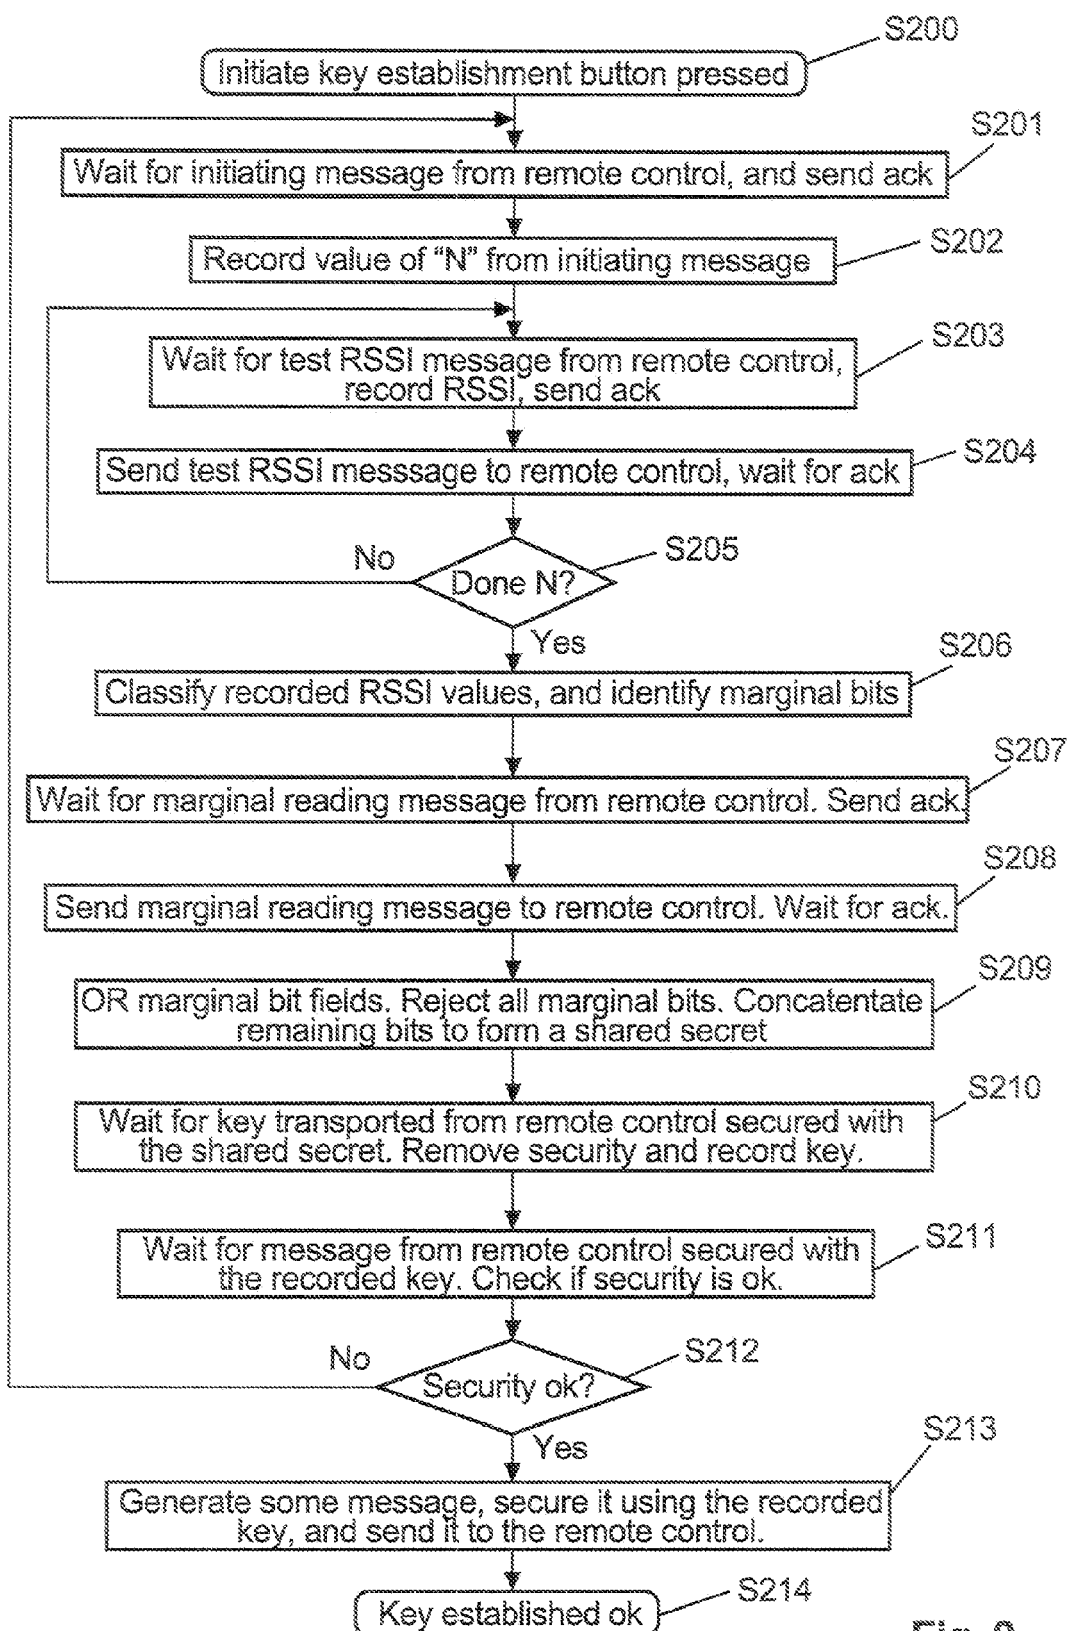 S200
Initiate key establishment button pressed
S201
Wait for initiating message from remote control, and send ack
S202
Record value of “N” from initiating message
S203
Wait for test RSSI message from remote control,
record RSSI, send ack
S204
Send test RSSI messsage to remote control, wait for ack
S205
No
Done N?
Yes
S206
Classify recorded RSSI values, and identify marginal bits
S207
Wait for marginal reading message from remote control. Send ack.
S208
Send marginal reading message to remote control. Wait for ack.
S209
OR marginal bit fields. Reject all marginal bits. Concatentate
remaining bits to form a shared secret
S210
Wait for key transported from remote control secured with
the shared secret. Remove security and record key.
S211
Wait for message from remote control secured with
the recorded key. Check if security is ok.
S212
No
Security ok?
Yes
S213
Generate some message, secure it using the recorded
key, and send it to the remote control.
S214
Key established ok